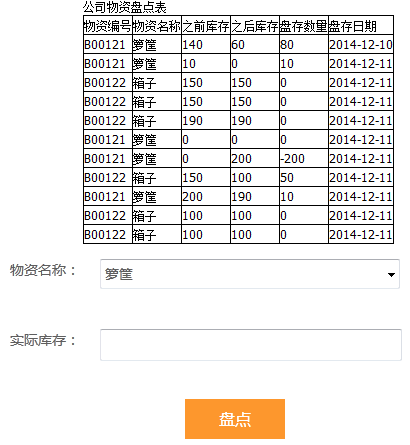 公司物资盘点表
物资编号 物资名称 之前库存 之后库存 盘存数量 盘存日期
B00121 箩筐 140 60 80 2014-12-10
B00121 箩筐 10 0 10 2014-12-11
B00122 箱子 150 150 0 2014-12-11
B00122 箱子 150 150 0 2014-12-11
B00122 箱子 190 190 0 2014-12-11
B00121 箩筐 0 0 0 2014-12-11
B00121 箩筐 0 200 -200 2014-12-11
B00122 箱子 150 100 50 2014-12-11
B00121 箩筐 200 190 10 2014-12-11
B00122 箱子 100 100 0 2014-12-11
B00122 箱子 100 100 0 2014-12-11
物资名称： 箩筐
实际库存：
盘点